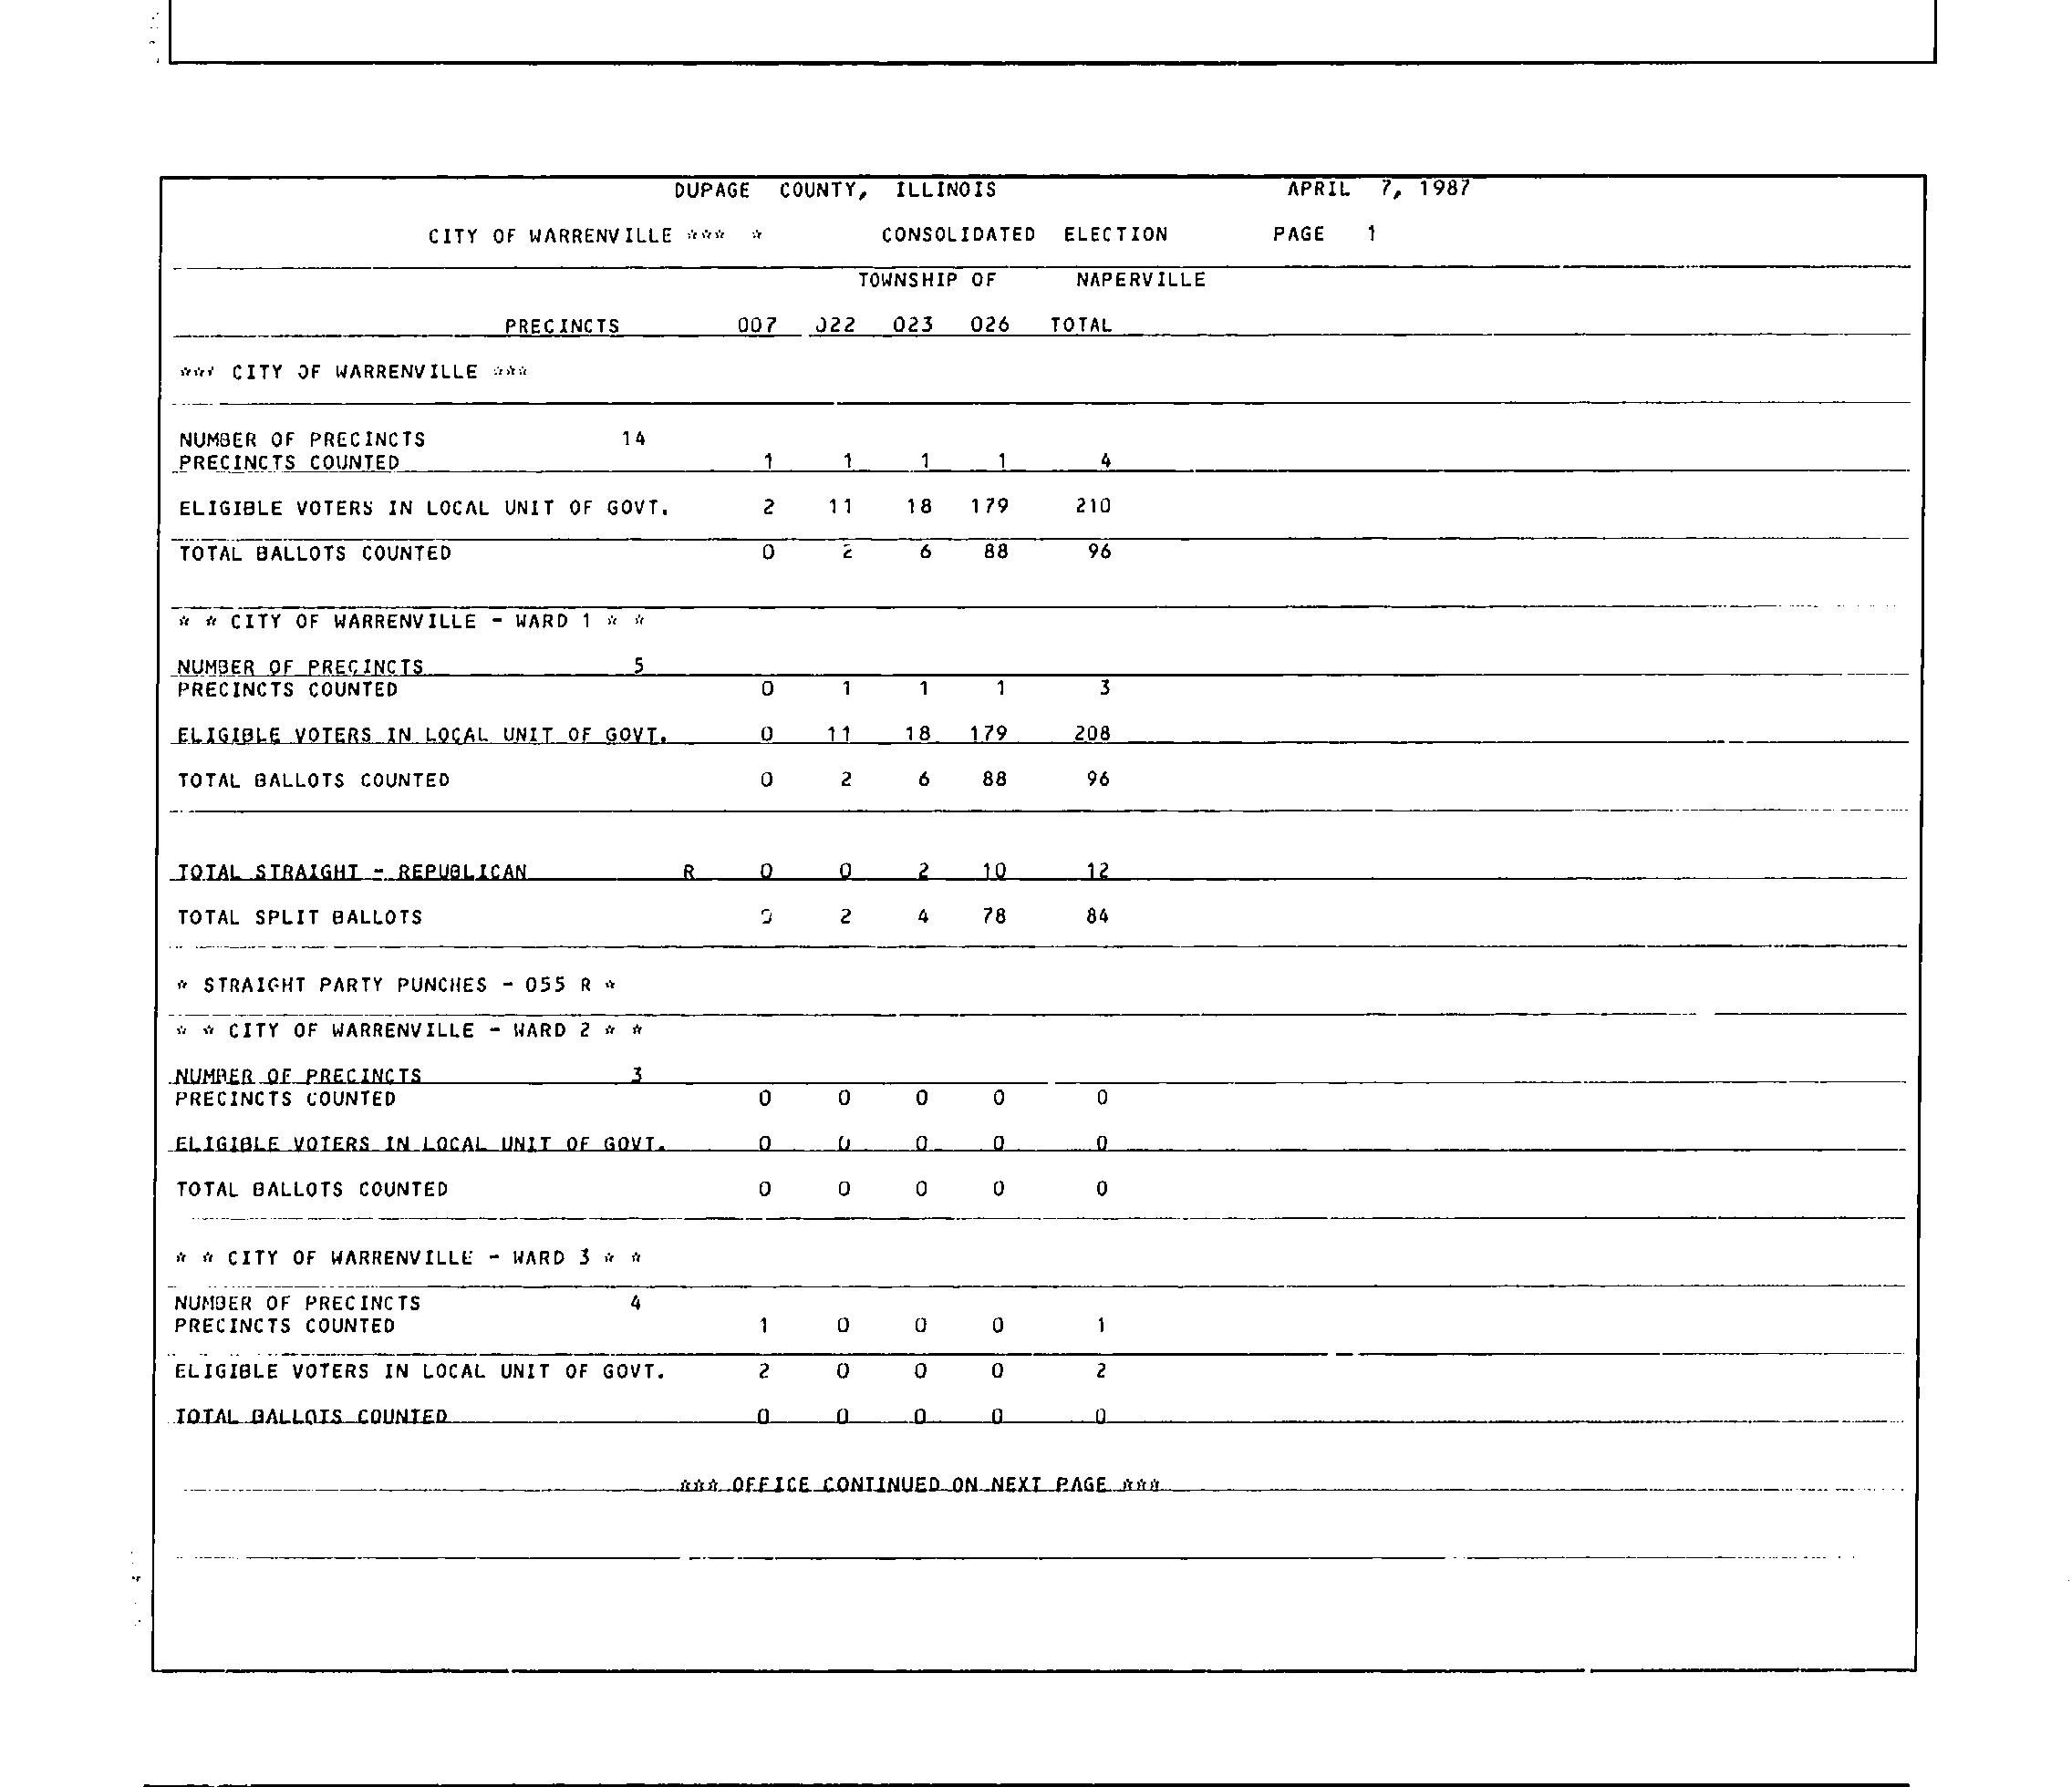 DUPAGE COUNTY, ILLINOIS APRIL 7, 1987
CITY OF WARRENVILLE *** * CONSOLIDATED ELECTION PAGE 1
TOWNSHIP OF NAPERVILLE
PRECINCTS 007 022 023 026 TOTAL
*** CITY OF WARRENVILLE ***
NUMBER OF PRECINCTS 14
PRECINCTS COUNTED 1 1 1 1 4
ELIGIBLE VOTERS IN LOCAL UNIT OF GOVT. 2 11 18 179 210
TOTAL BALLOTS COUNTED 0 2 6 88 96
* * CITY OF WARRENVILLE - WARD 1 * *
NUMBER OF PRECINCTS 5
PRECINCTS COUNTED 0 1 1 1 3
ELIGIBLE VOTERS IN LOCAL UNIT OF GOVT. 0 11 18 179 208
TOTAL BALLOTS COUNTED 0 2 6 88 96
TOTAL STRAIGHT - REPUBLICAN R 0 0 2 10 12
TOTAL SPLIT BALLOTS 0 2 4 78 84
* STRAIGHT PARTY PUNCHES - 055 R *
* * CITY OF WARRENVILLE - WARD 2 * *
NUMBER OF PRECINCTS 3
PRECINCTS COUNTED 0 0 0 0 0
ELIGIBLE VOTERS IN LOCAL UNIT OF GOVT. 0 0 0 0 0
TOTAL BALLOTS COUNTED 0 0 0 0 0
* * CITY OF WARRENVILLE - WARD 3 * *
NUMBER OF PRECINCTS 4
PRECINCTS COUNTED 1 0 0 0 1
ELIGIBLE VOTERS IN LOCAL UNIT OF GOVT. 2 0 0 0 2
TOTAL BALLOTS COUNTED 0 0 0 0 0
*** OFFICE CONTINUED ON NEXT PAGE ***